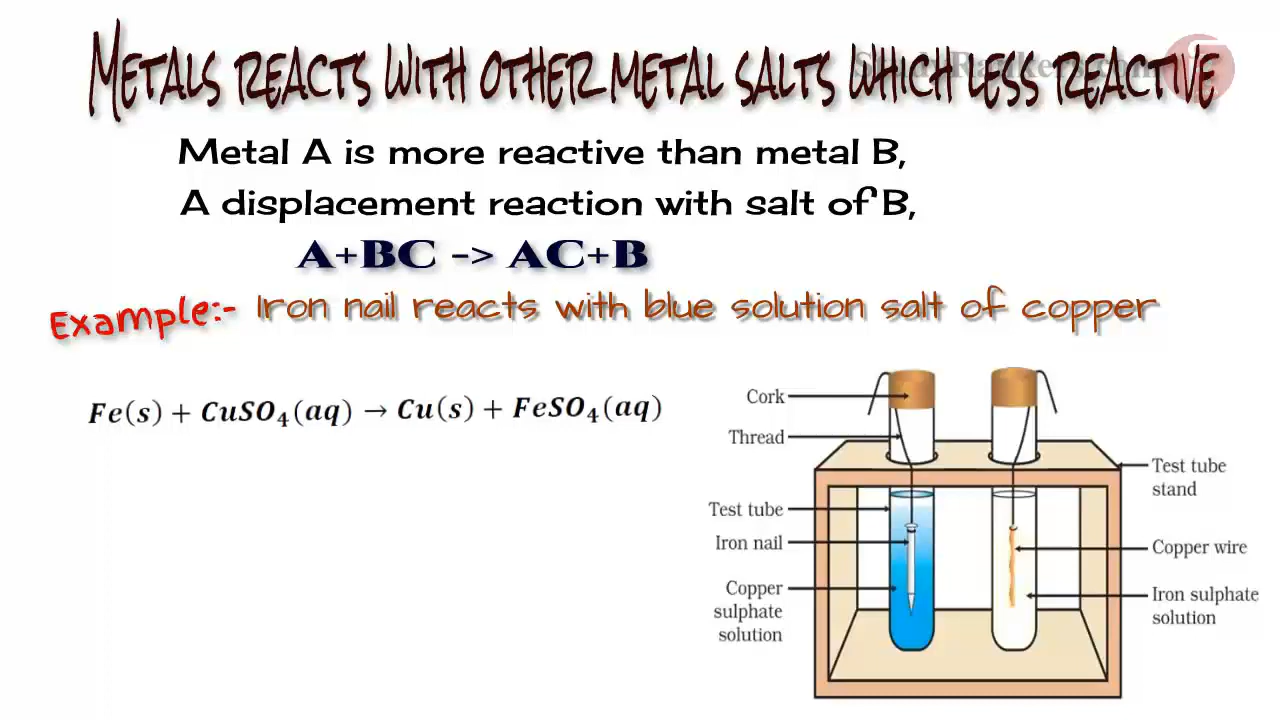 Metals reacts with other metal salts which less reactive
Metal A is more reactive than metal B,
A displacement reaction with salt of B,
A+BC -> AC+B
Example:- Iron nail reacts with blue solution salt of copper
Fe(s) + CuSO₄(aq) → Cu(s) + FeSO₄(aq)
Cork
Thread
Test tube
Iron nail
Copper
sulphate
solution
Test tube
stand
Copper wire
Iron sulphate
solution